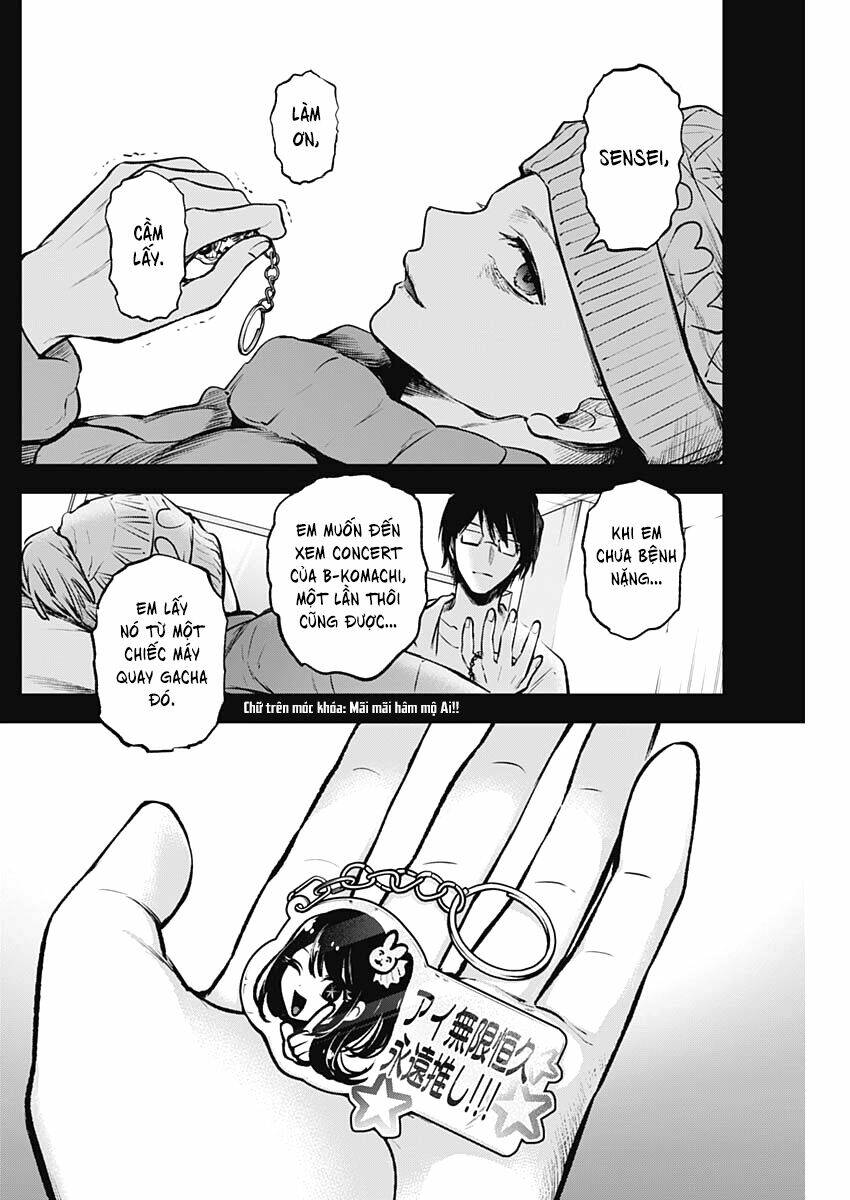 SENSEI,
LÀM
ƠN,
CẦM
LẤY.
KHI EM
CHƯA BỆNH
NẶNG...
EM MUỐN ĐẾN
XEM CONCERT
CỦA B-KOMACHI,
MỘT LẦN THÔI
CŨNG ĐƯỢC...
EM LẤY
NÓ TỪ MỘT
CHIẾC MÁY
QUAY GACHA
ĐÓ.
Chữ trên móc khóa: Mãi mãi hâm mộ Ai!!
アイ無限恒久
永遠推し!!!